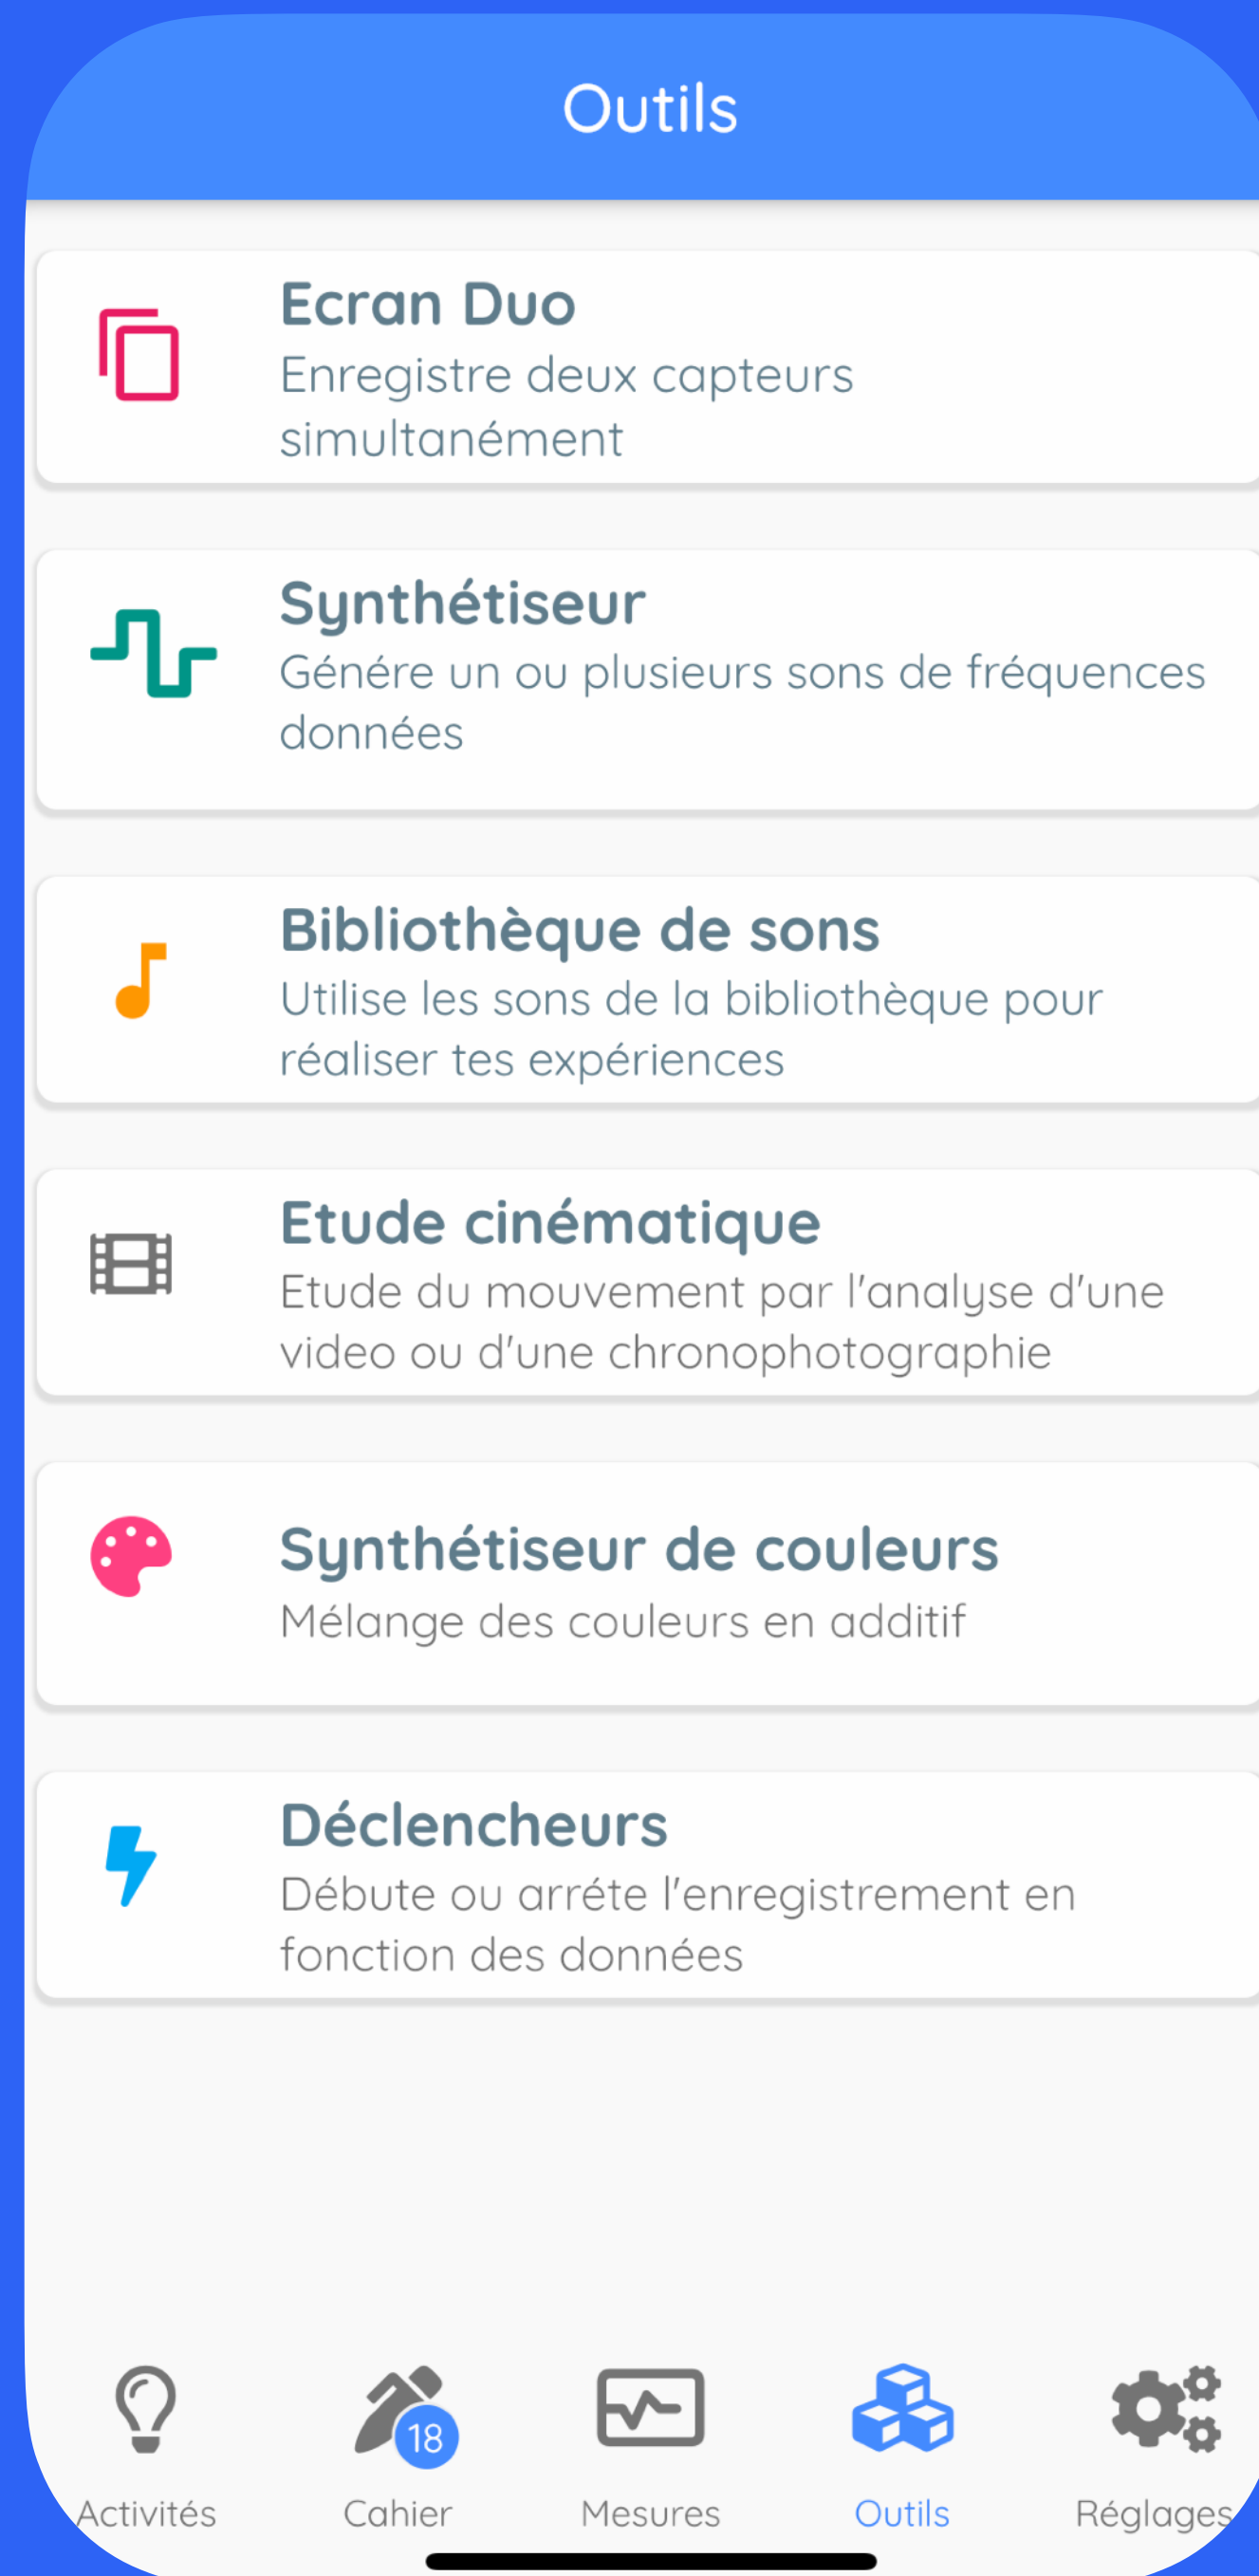 Outils
Ecran Duo
Enregistre deux capteurs
simultanément
Synthétiseur
Génére un ou plusieurs sons de fréquences
données
Bibliothèque de sons
Utilise les sons de la bibliothèque pour
réaliser tes expériences
Etude cinématique
Etude du mouvement par l'analyse d'une
video ou d'une chronophotographie
Synthétiseur de couleurs
Mélange des couleurs en additif
Déclencheurs
Débute ou arréte l'enregistrement en
fonction des données
18
Activités Cahier Mesures Outils Réglages